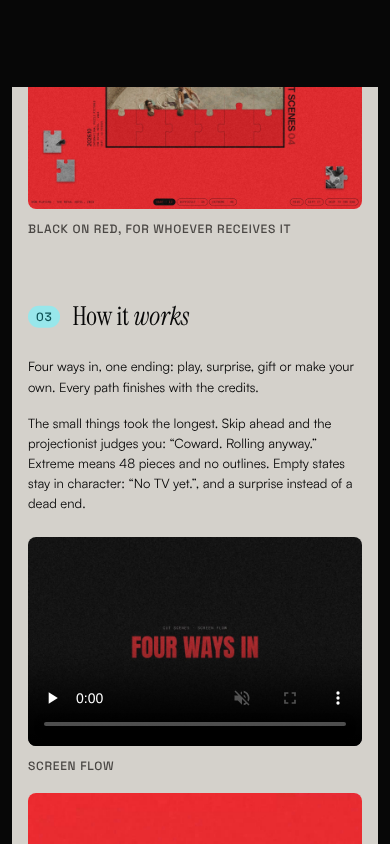 ST SCENES 04
BLACK ON RED, FOR WHOEVER RECEIVES IT
03
How it works
Four ways in, one ending: play, surprise, gift or make your
own. Every path finishes with the credits.
The small things took the longest. Skip ahead and the
projectionist judges you: “Coward. Rolling anyway.”
Extreme means 48 pieces and no outlines. Empty states
stay in character: “No TV yet.”, and a surprise instead of a
dead end.
FOUR WAYS IN
0:00
SCREEN FLOW